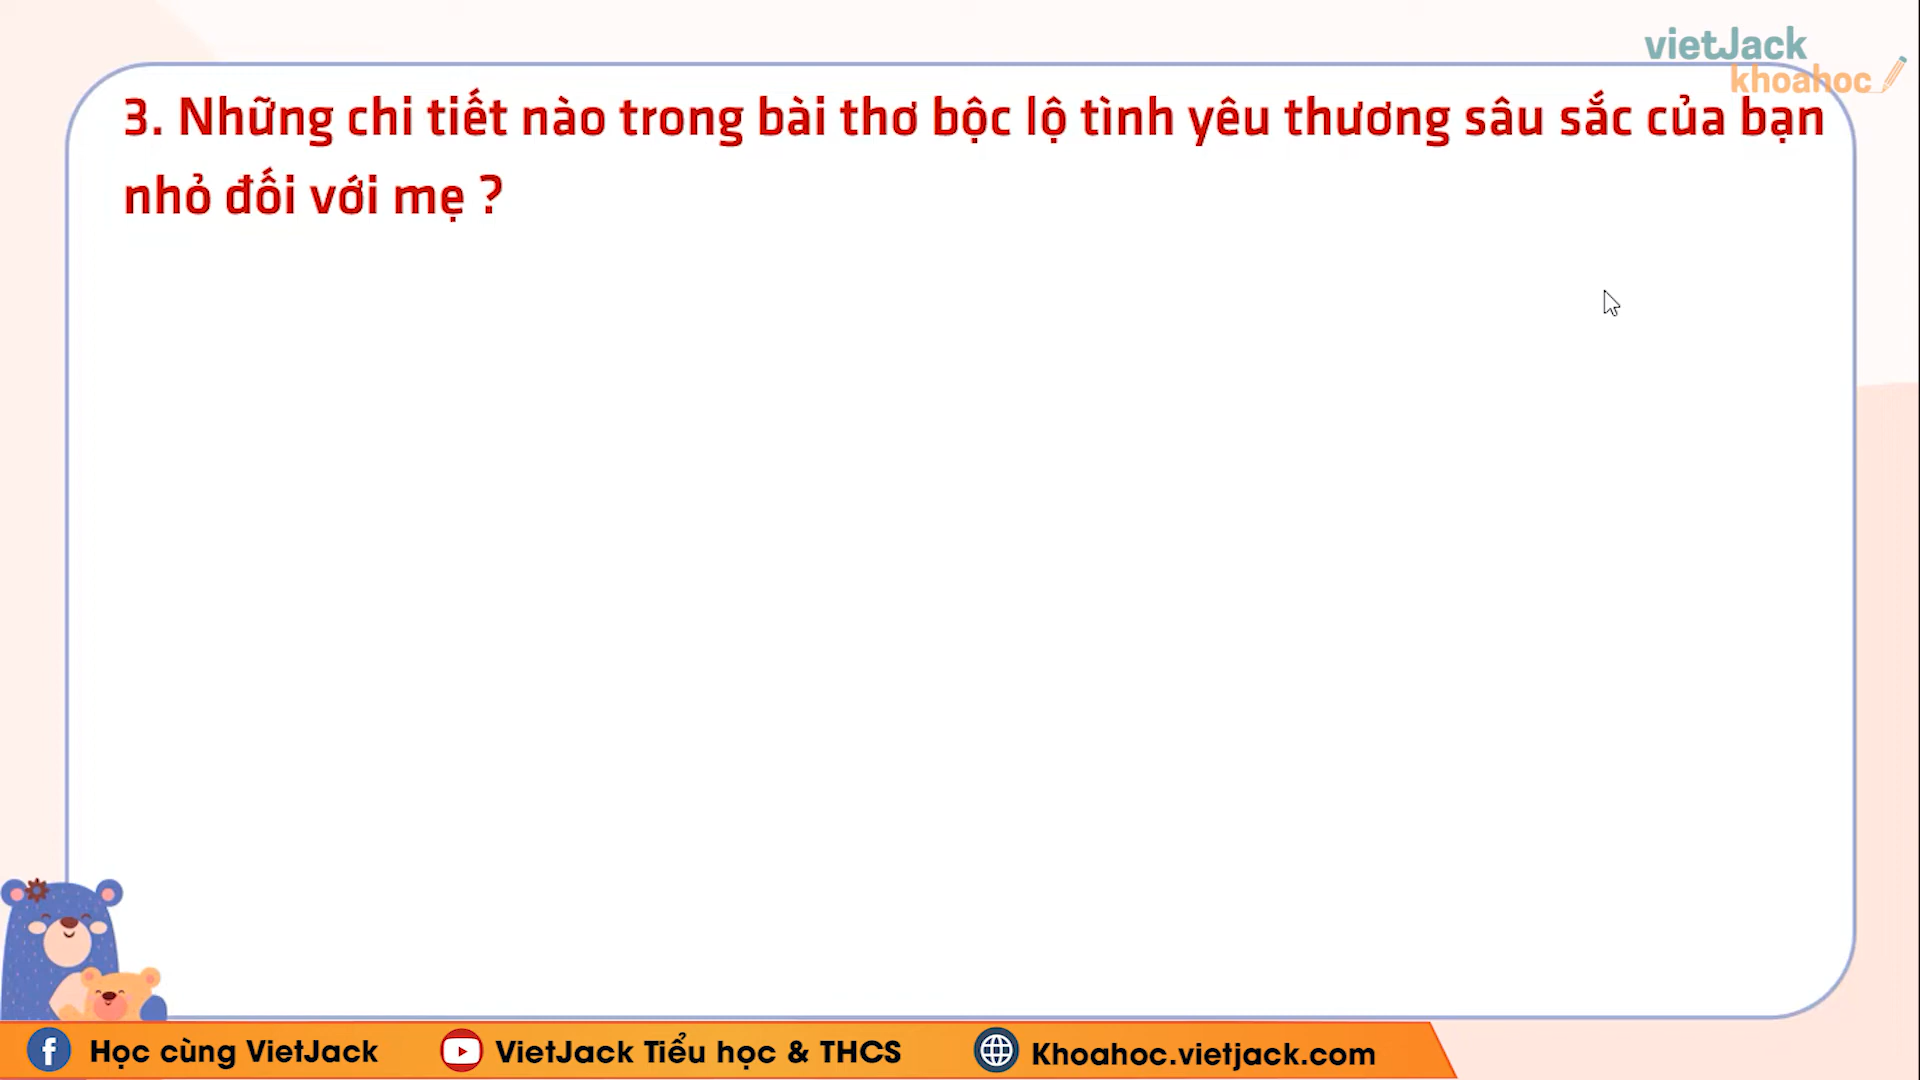 vietJack
khoahoc
3. Những chi tiết nào trong bài thơ bộc lộ tình yêu thương sâu sắc của bạn
nhỏ đối với mẹ ?
Học cùng VietJack
VietJack Tiểu học & THCS
Khoahoc.vietjack.com